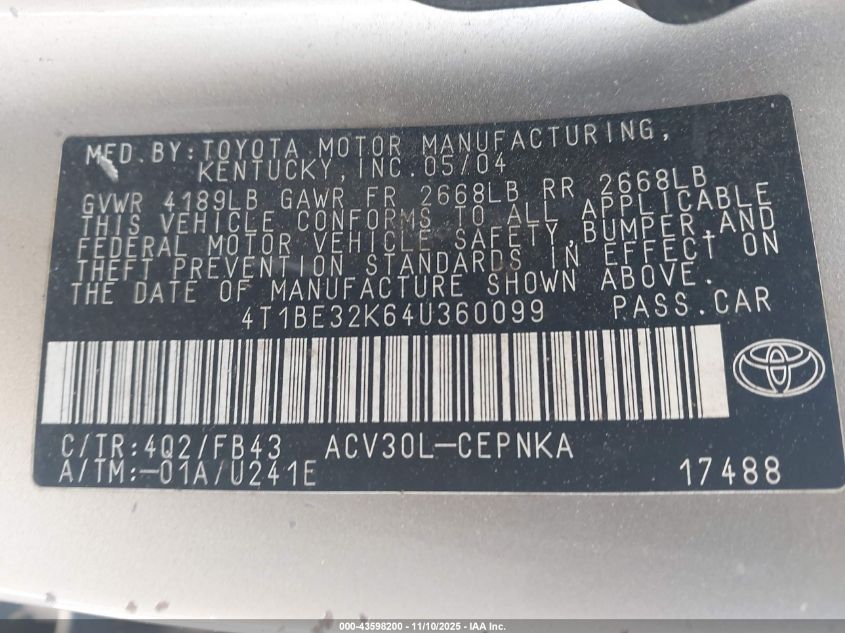 MFD.BY:TOYOTA MOTOR MANUFACTURING,
KENTUCKY,INC.05/04
GVWR 4189LB GAWR FR 2668LB RR 2668LB
THIS VEHICLE CONFORMS TO ALL APPLICABLE
FEDERAL MOTOR VEHICLE SAFETY,BUMPER,AND
THEFT PREVENTION STANDARDS IN EFFECT ON
THE DATE OF MANUFACTURE SHOWN ABOVE.
4T1BE32K64U360099 PASS.CAR
C/TR:4Q2/FB43 ACV30L-CEPNKA
A/TM:-01A/U241E 17488
000-43598200 - 11/10/2025 - IAA Inc.